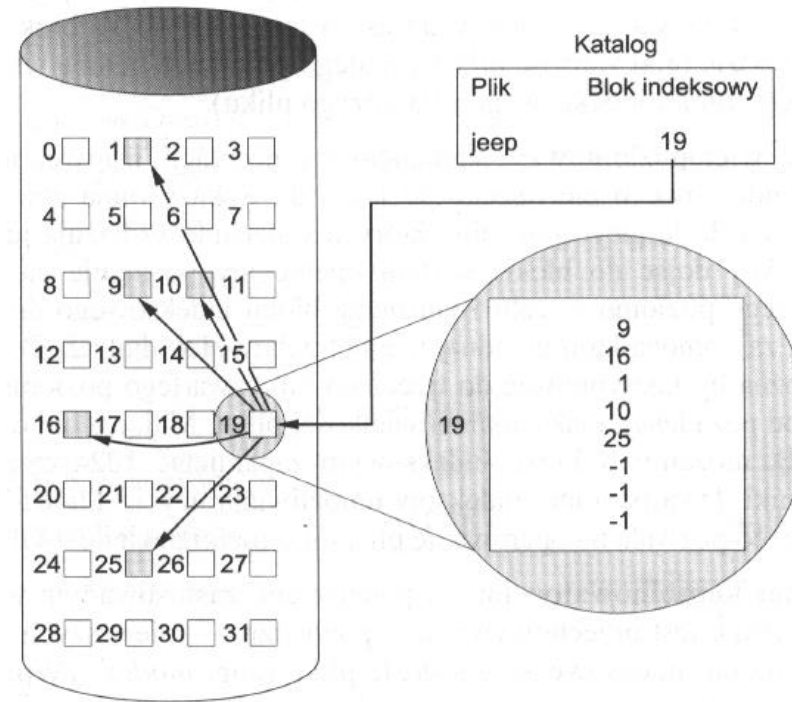 Katalog
Plik Blok indeksowy
jeep 19
0 1 2 3
4 5 6 7
8 9 10 11
12 13 14 15
16 17 18 19
20 21 22 23
24 25 26 27
28 29 30 31
19
9
16
1
10
25
-1
-1
-1